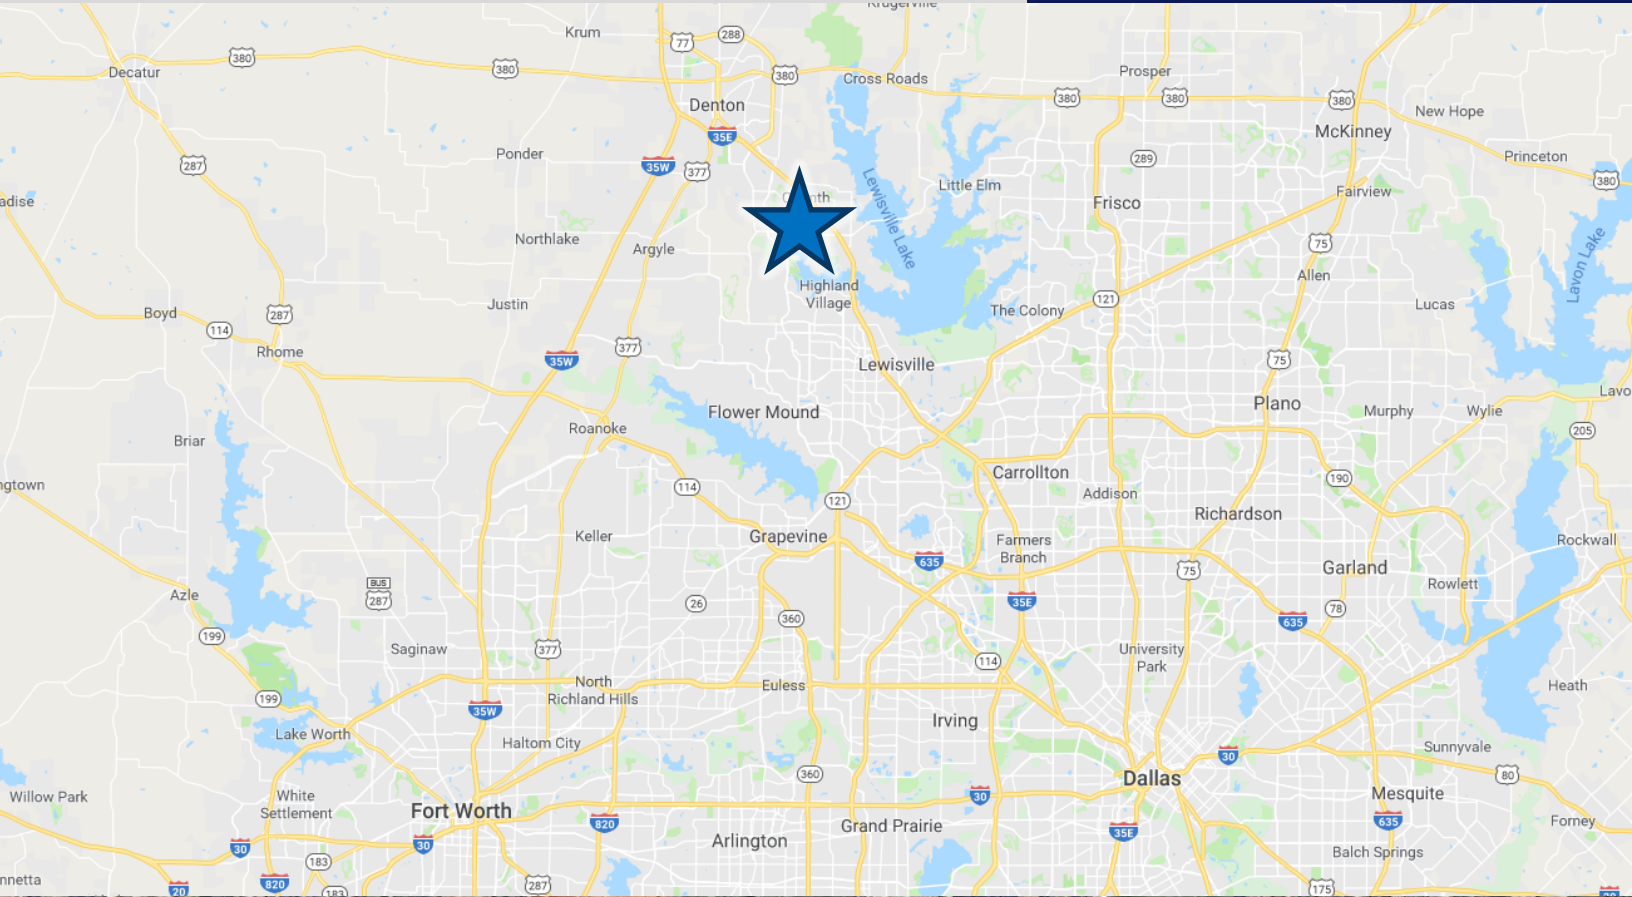 Krugerville
Krum
77
288
380
380
380
Decatur
Cross Roads
Prosper
380
380
380
Denton
New Hope
35E
McKinney
Ponder
35W
377
289
Princeton
287
380
Little Elm
Fairview
adise
Frisco
Lewisville Lake
Northlake
Argyle
75
Lavon Lake
Allen
Highland
Village
121
Justin
The Colony
Lucas
Boyd
287
114
Rhome
377
35W
Lewisville
75
Lavo
Flower Mound
Plano
Murphy
Wylie
Roanoke
205
Briar
Carrollton
190
ngtown
114
Addison
121
Richardson
Grapevine
Keller
Farmers
Branch
Rockwall
635
75
Garland
Rowlett
BUS
287
Azle
26
35E
78
360
635
199
Saginaw
377
University
Park
114
North
Richland Hills
Euless
Heath
199
35W
Irving
Lake Worth
Haltom City
Sunnyvale
30
360
Dallas
80
Willow Park
White
Settlement
30
Mesquite
Fort Worth
820
Grand Prairie
635
Forney
35E
Arlington
30
30
Balch Springs
183
nnetta
20
820
183
287
175
20